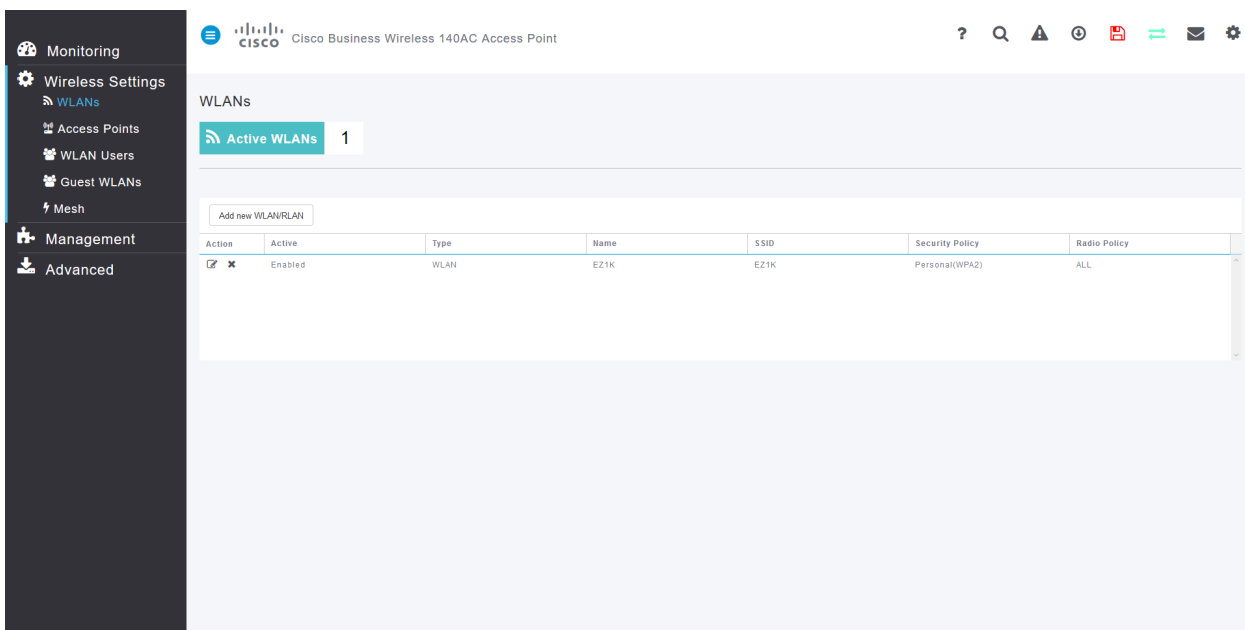 Monitoring
Wireless Settings
WLANs
Access Points
WLAN Users
Guest WLANs
Mesh
Management
Advanced
CISCO Cisco Business Wireless 140AC Access Point
?
WLANs
Active WLANs 1
Add new WLAN/RLAN
Action Active Type Name SSID Security Policy Radio Policy
Enabled WLAN EZ1K EZ1K Personal(WPA2) ALL